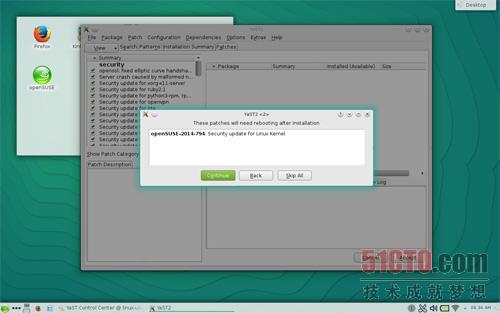 Desktop
Firefox
openSUSE
YaST2
File Package Patch Configuration Dependencies Options Extras Help
View Search Patterns Installation Summary Patches
Summary
security
openssl: fixed elliptic curve handsha...
Server crash caused by malformed n...
Security update for xorg-x11-server
Security update for ruby2.1
Security update for python3-rpm, rp...
Security update for openvpn
Package Summary Installed (Available) Size
YaST2 <2>
These patches will need rebooting after installation
openSUSE-2014-794: Security update for Linux Kernel
Continue Back Skip All
Show Patch Category
Patch Description
Log
Cancel Accept
51CTO.com
技术成就梦想
YaST Control Center @ linux- YaST2
08:36 AM